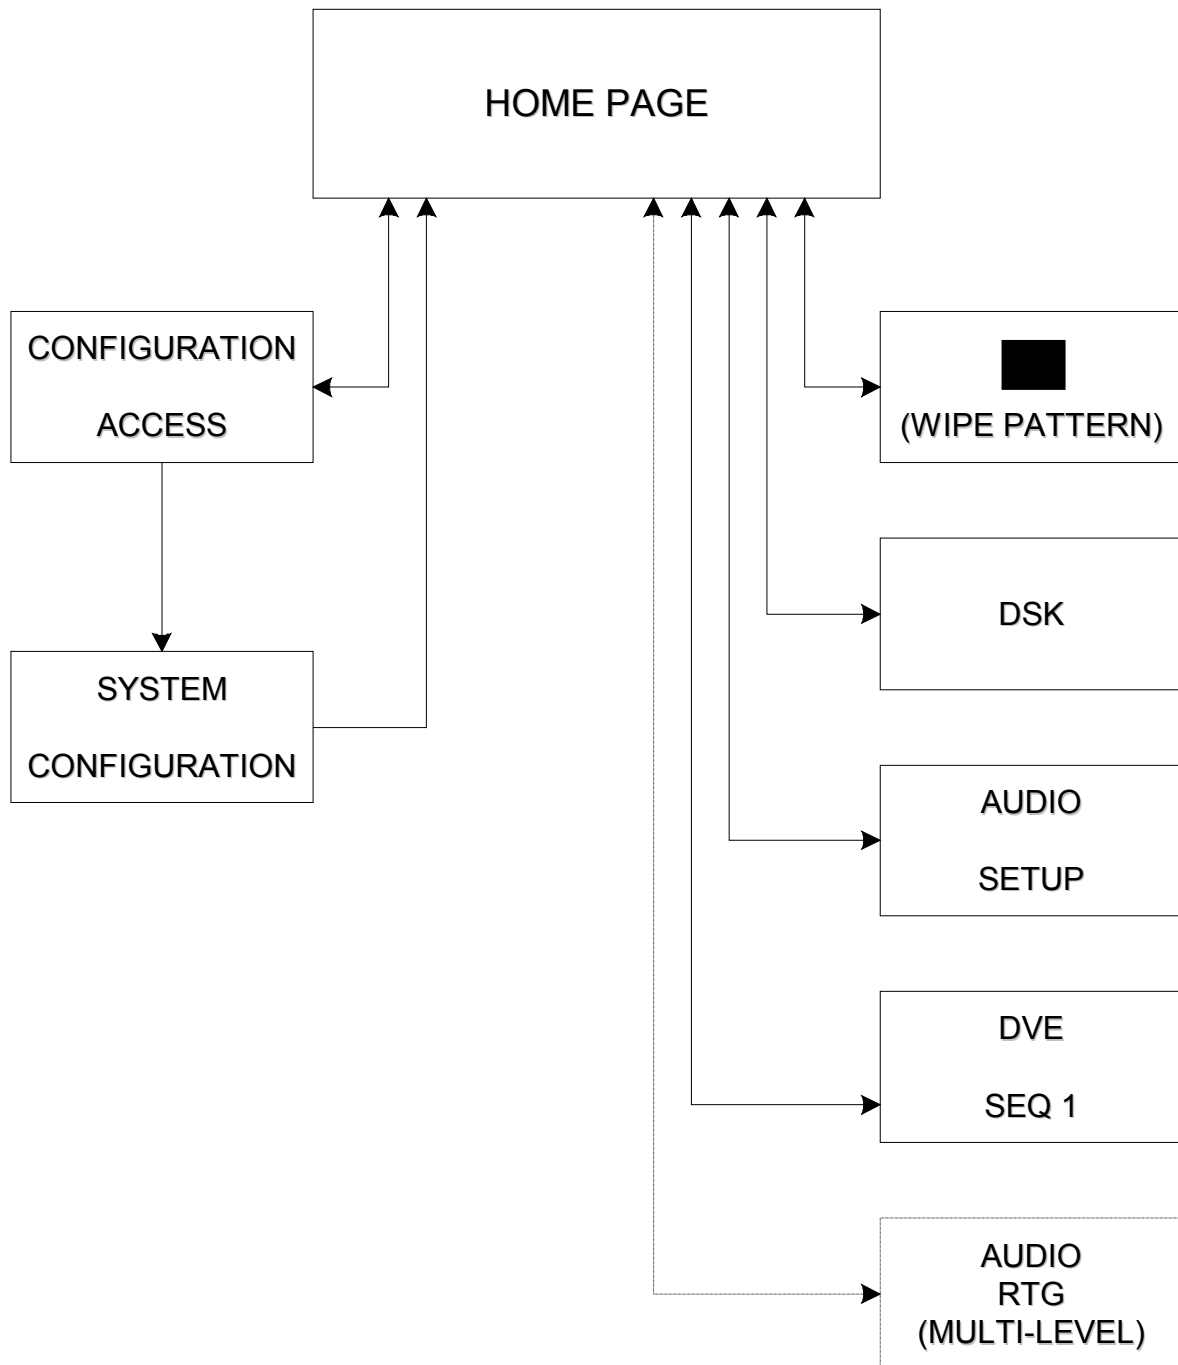 HOME PAGE
CONFIGURATION
ACCESS
(WIPE PATTERN)
DSK
SYSTEM
CONFIGURATION
AUDIO
SETUP
DVE
SEQ 1
AUDIO
RTG
(MULTI-LEVEL)